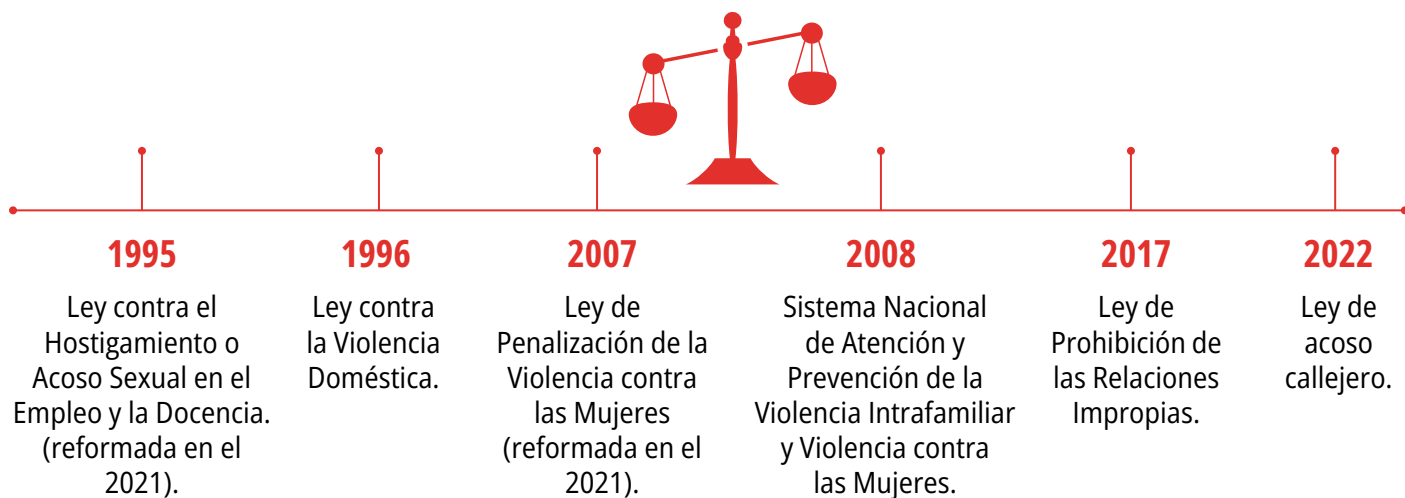 1995
Ley contra el
Hostigamiento o
Acoso Sexual en el
Empleo y la Docencia.
(reformada en el
2021).
1996
Ley contra
la Violencia
Doméstica.
2007
Ley de
Penalización de la
Violencia contra
las Mujeres
(reformada en el
2021).
2008
Sistema Nacional
de Atención y
Prevención de la
Violencia Intrafamiliar
y Violencia contra
las Mujeres.
2017
Ley de
Prohibición de
las Relaciones
Impropias.
2022
Ley de
acoso
callejero.